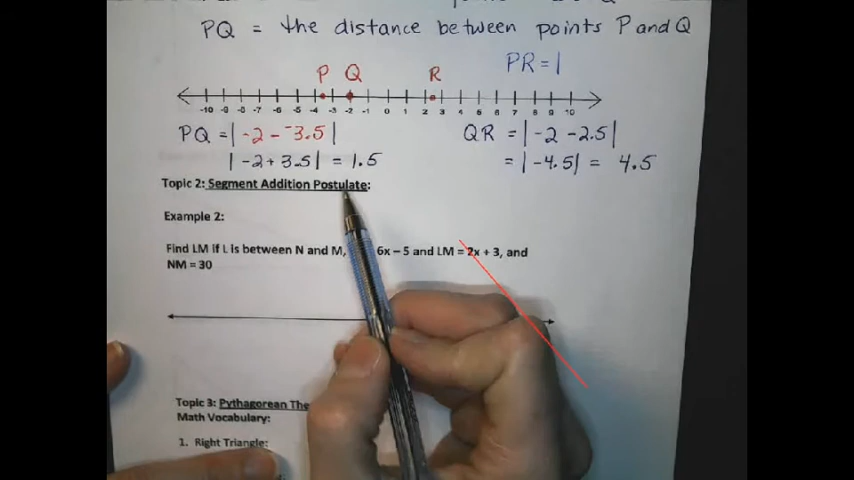 PQ = the distance between points P and Q
P Q R PR = |
-10 -9 -8 -7 -6 -5 -4 -3 -2 -1 0 1 2 3 4 5 6 7 8 9 10
PQ = | -2 - -3.5 | QR = | -2 - 2.5 |
| -2 + 3.5 | = 1.5 = | -4.5 | = 4.5
Topic 2: Segment Addition Postulate:
Example 2:
Find LM if L is between N and M, 6x – 5 and LM = 2x + 3, and
NM = 30
Topic 3: Pythagorean
Math Vocabulary:
1. Right Triangle: